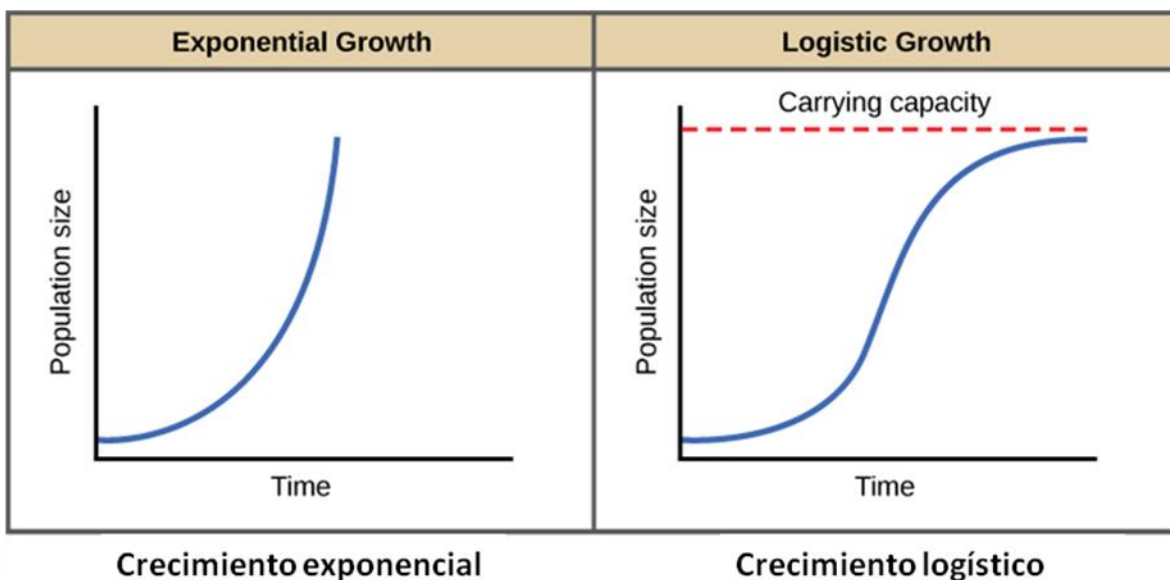 Exponential Growth
Logistic Growth
Population size
Time
Carrying capacity
Population size
Time
Crecimiento exponencial
Crecimiento logístico